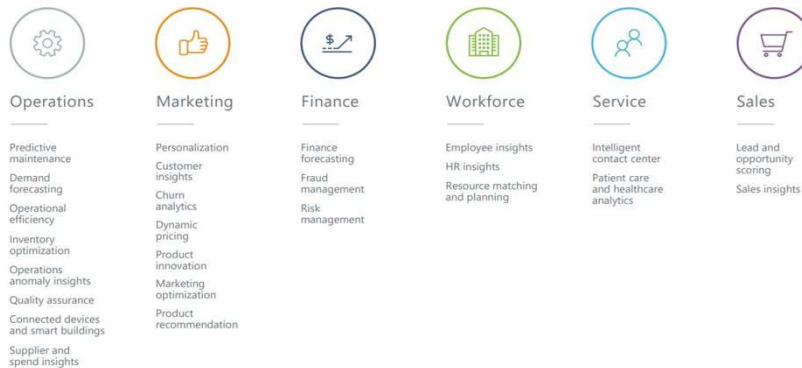 $
Operations
Predictive
maintenance
Demand
forecasting
Operational
efficiency
Inventory
optimization
Operations
anomaly insights
Quality assurance
Connected devices
and smart buildings
Supplier and
spend insights
Marketing
Personalization
Customer
insights
Churn
analytics
Dynamic
pricing
Product
innovation
Marketing
optimization
Product
recommendation
Finance
Finance
forecasting
Fraud
management
Risk
management
Workforce
Employee insights
HR insights
Resource matching
and planning
Service
Intelligent
contact center
Patient care
and healthcare
analytics
Sales
Lead and
opportunity
scoring
Sales insights